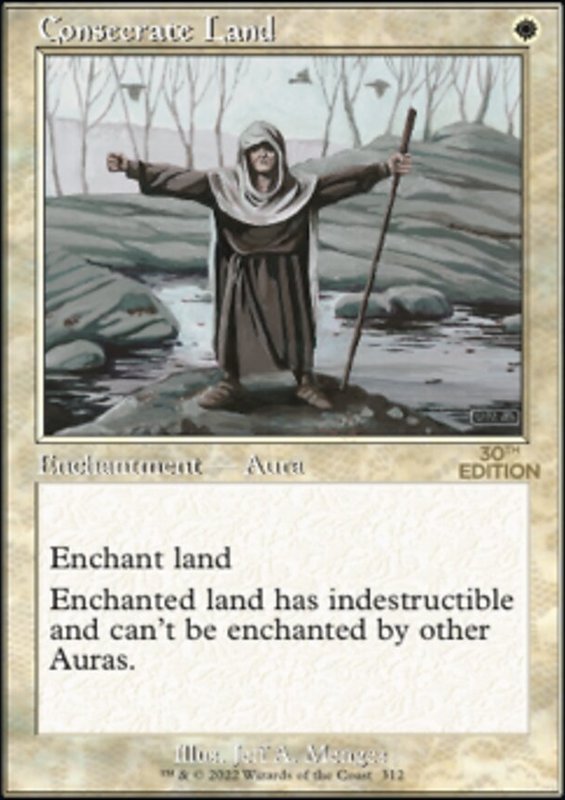 Consecrate Land
Enchantment — Aura
30TH
EDITION
Enchant land
Enchanted land has indestructible
and can't be enchanted by other
Auras.
Illus. Jeff A. Menges
™ & © 2022 Wizards of the Coast 312